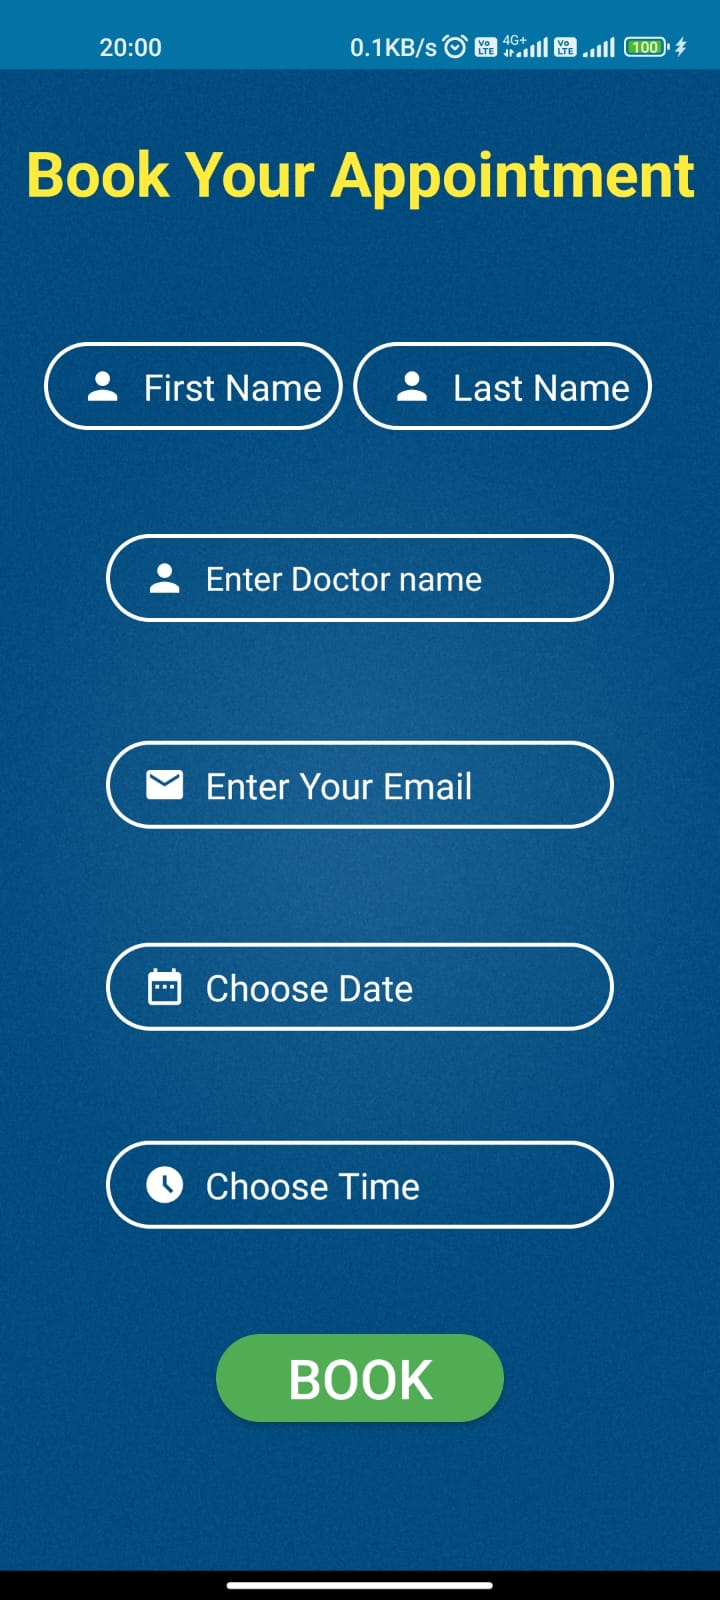 20:00 0.1KB/s Vo LTE 4G+ Vo LTE 100
Book Your Appointment
First Name Last Name
Enter Doctor name
Enter Your Email
Choose Date
Choose Time
BOOK